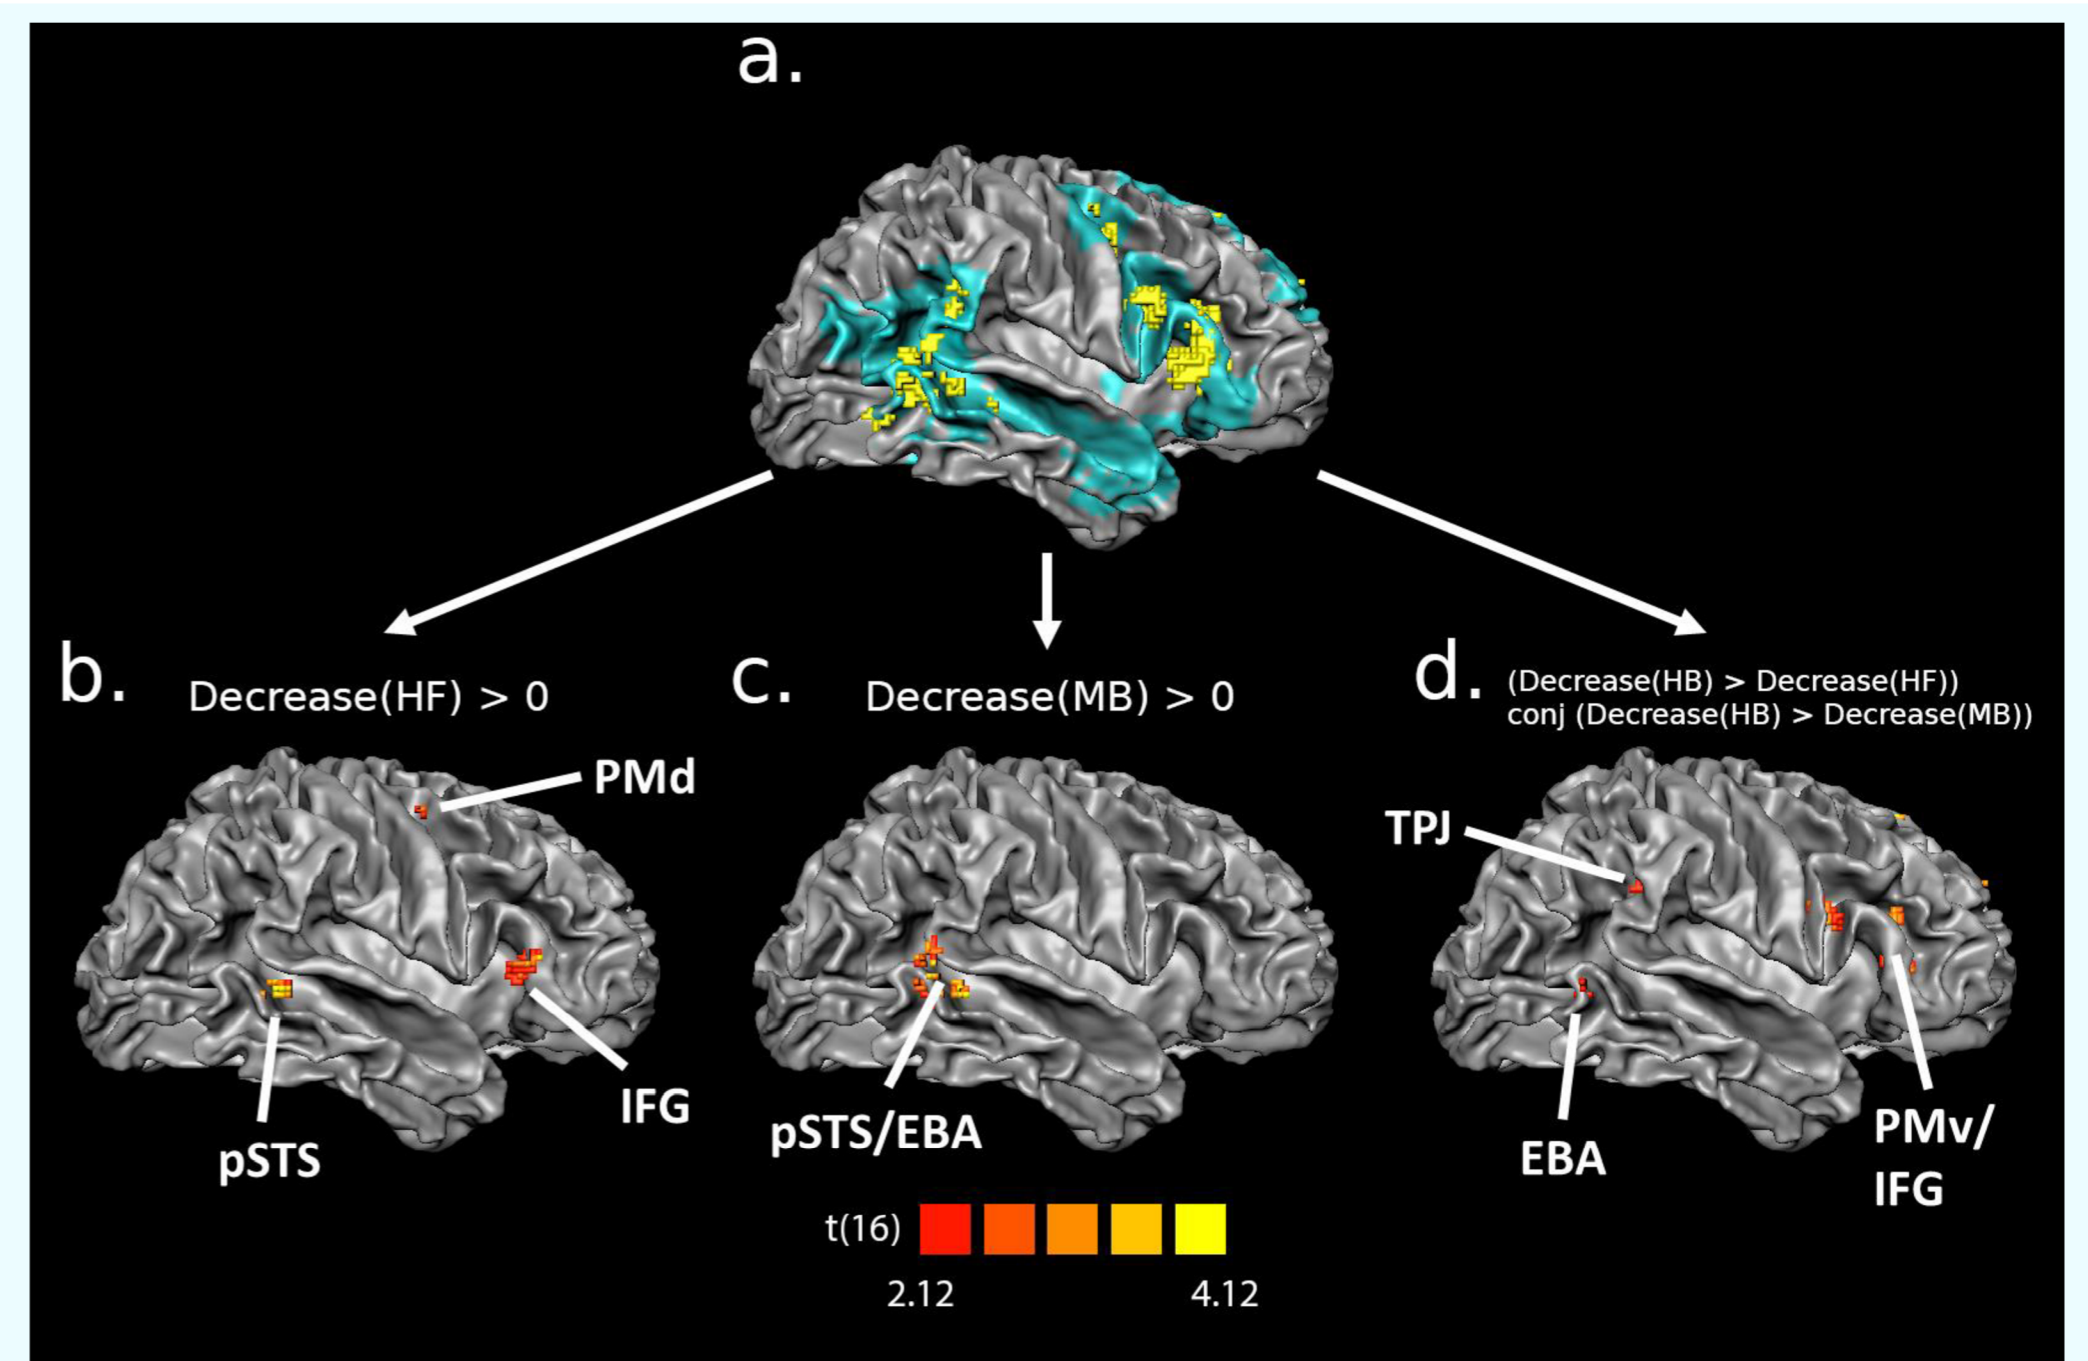 a.
b.
Decrease(HF) > 0
c.
Decrease(MB) > 0
d.
(Decrease(HB) > Decrease(HF))
conj (Decrease(HB) > Decrease(MB))
PMd
IFG
pSTS
pSTS/EBA
TPJ
EBA
PMv/
IFG
t(16)
2.12
4.12